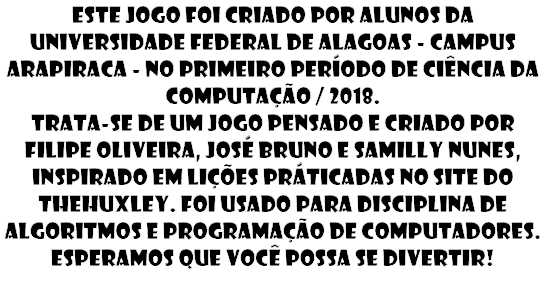 ESTE JOGO FOI CRIADO POR ALUNOS DA
UNIVERSIDADE FEDERAL DE ALAGOAS - CAMPUS
ARAPIRACA - NO PRIMEIRO PERÍODO DE CIÊNCIA DA
COMPUTAÇÃO / 2018.
TRATA-SE DE UM JOGO PENSADO E CRIADO POR
FILIPE OLIVEIRA, JOSÉ BRUNO E SAMILLY NUNES,
INSPIRADO EM LIÇÕES PRÁTICADAS NO SITE DO
THEHUXLEY. FOI USADO PARA DISCIPLINA DE
ALGORITMOS E PROGRAMAÇÃO DE COMPUTADORES.
ESPERAMOS QUE VOCÊ POSSA SE DIVERTIR!